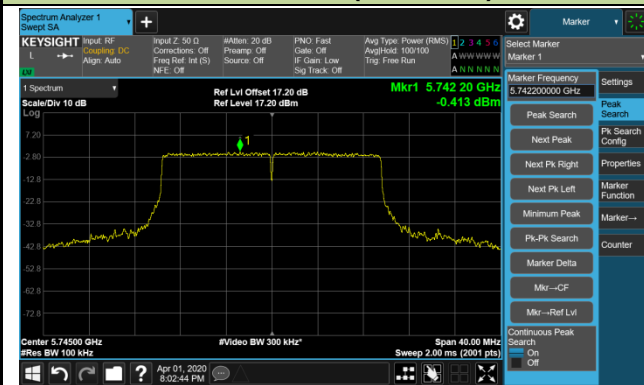 Spectrum Analyzer 1
Swept SA
Marker
KEYSIGHT
L
LM
Input: RF
Coupling: DC
Align: Auto
Input Z: 50 Ω
Corrections: Off
Freq Ref: Int (S)
NFE: Off
#Atten: 20 dB
Preamp: Off
Source: Off
PNO: Fast
Gate: Off
IF Gain: Low
Sig Track: Off
Avg Type: Power (RMS)
Avg|Hold: 100/100
Trig: Free Run
1 2 3 4 5 6
A W W W W W
A N N N N N
Select Marker
Marker 1
1 Spectrum
Scale/Div 10 dB
Log
Ref Lvl Offset 17.20 dB
Ref Level 17.20 dBm
Mkr1 5.742 20 GHz
-0.413 dBm
7.20
-2.80
-12.8
-22.8
-32.8
-42.8
-52.8
-62.8
-72.8
1
Center 5.74500 GHz
#Res BW 100 kHz
#Video BW 300 kHz*
Span 40.00 MHz
Sweep 2.00 ms (2001 pts)
Marker Frequency
5.742200000 GHz
Peak Search
Next Peak
Next Pk Right
Next Pk Left
Minimum Peak
Pk-Pk Search
Marker Delta
Mkr→CF
Mkr→Ref Lvl
Continuous Peak
Search
On
Off
Settings
Peak
Search
Pk Search
Config
Properties
Marker
Function
Marker→
Counter
Apr 01, 2020
8:02:44 PM